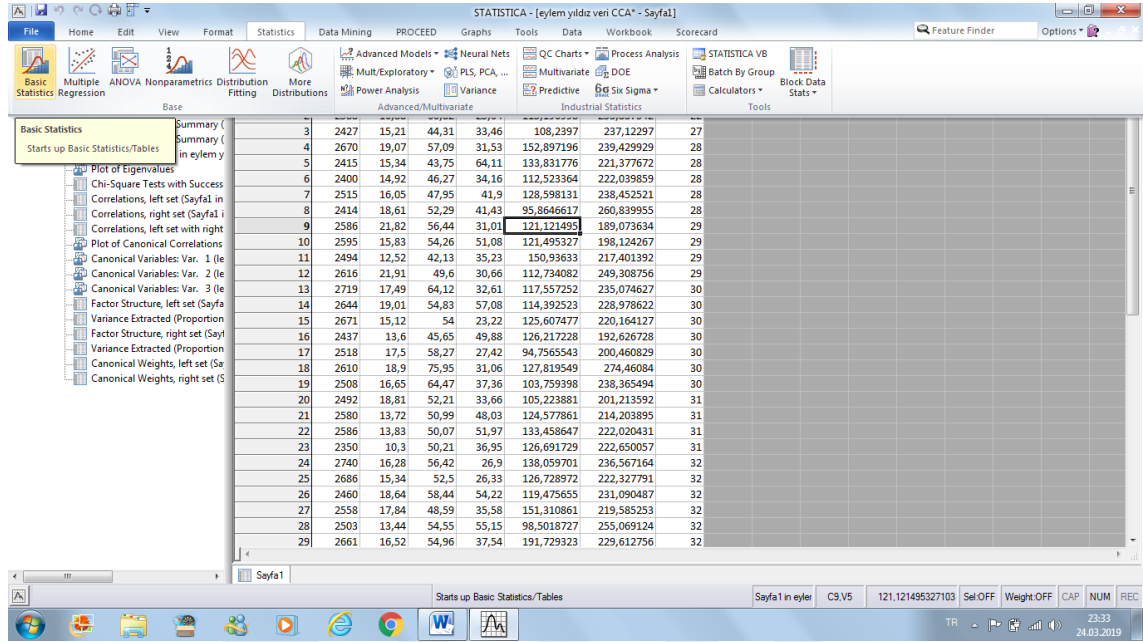 STATISTICA - [eylem yıldız veri CCA* - Sayfa1]
File Home Edit View Format Statistics Data Mining PROCEED Graphs Tools Data Workbook Scorecard Feature Finder Options
Basic Statistics
Multiple Regression
ANOVA
Nonparametrics
Distribution Fitting
More Distributions
Base
Advanced Models Neural Nets
Mult/Exploratory PLS, PCA, ...
Power Analysis Variance
Advanced/Multivariate
QC Charts Process Analysis
Multivariate DOE
Predictive Six Sigma
Industrial Statistics
STATISTICA VB
Batch By Group
Calculators
Block Data Stats
Tools
Basic Statistics
Starts up Basic Statistics/Tables
Summary (
Summary (
in eylem y
Plot of Eigenvalues
Chi-Square Tests with Success
Correlations, left set (Sayfa1 in
Correlations, right set (Sayfa1 i
Correlations, left set with right
Plot of Canonical Correlations
Canonical Variables: Var. 1 (le
Canonical Variables: Var. 2 (le
Canonical Variables: Var. 3 (le
Factor Structure, left set (Sayfa
Variance Extracted (Proportion
Factor Structure, right set (Sayf
Variance Extracted (Proportion
Canonical Weights, left set (Sa
Canonical Weights, right set (S
3 2427 15,21 44,31 33,46 108,2397 237,12297 27
4 2670 19,07 57,09 31,53 152,897196 239,429929 28
5 2415 15,34 43,75 64,11 133,831776 221,377672 28
6 2400 14,92 46,27 34,16 112,523364 222,039859 28
7 2515 16,05 47,95 41,9 128,598131 238,452521 28
8 2414 18,61 52,29 41,43 95,8646617 260,839955 28
9 2586 21,82 56,44 31,01 121,121495 189,073634 29
10 2595 15,83 54,26 51,08 121,495327 198,124267 29
11 2494 12,52 42,13 35,23 150,93633 217,401392 29
12 2616 21,91 49,6 30,66 112,734082 249,308756 29
13 2719 17,49 64,12 32,61 117,557252 235,074627 30
14 2644 19,01 54,83 57,08 114,392523 228,978622 30
15 2671 15,12 54 23,22 125,607477 220,164127 30
16 2437 13,6 45,65 49,88 126,217228 192,626728 30
17 2518 17,5 58,27 27,42 94,7565543 200,460829 30
18 2610 18,9 75,95 31,06 127,819549 274,46084 30
19 2508 16,65 64,47 37,36 103,759398 238,365494 30
20 2492 18,81 52,21 33,66 105,223881 201,213592 31
21 2580 13,72 50,99 48,03 124,577861 214,203895 31
22 2586 13,83 50,07 51,97 133,458647 222,020431 31
23 2350 10,3 50,21 36,95 126,691729 222,650057 31
24 2740 16,28 56,42 26,9 138,059701 236,567164 32
25 2686 15,34 52,5 26,33 126,728972 222,327791 32
26 2460 18,64 58,44 54,22 119,475655 231,090487 32
27 2558 17,84 48,59 35,58 151,310861 219,585253 32
28 2503 13,44 54,55 55,15 98,5018727 255,069124 32
29 2661 16,52 54,96 37,54 191,729323 229,612756 32
Sayfa1
Starts up Basic Statistics/Tables Sayfa1 in eyler C9,V5 121,121495327103 Sel:OFF Weight:OFF CAP NUM REC
TR 23:33
24.03.2019